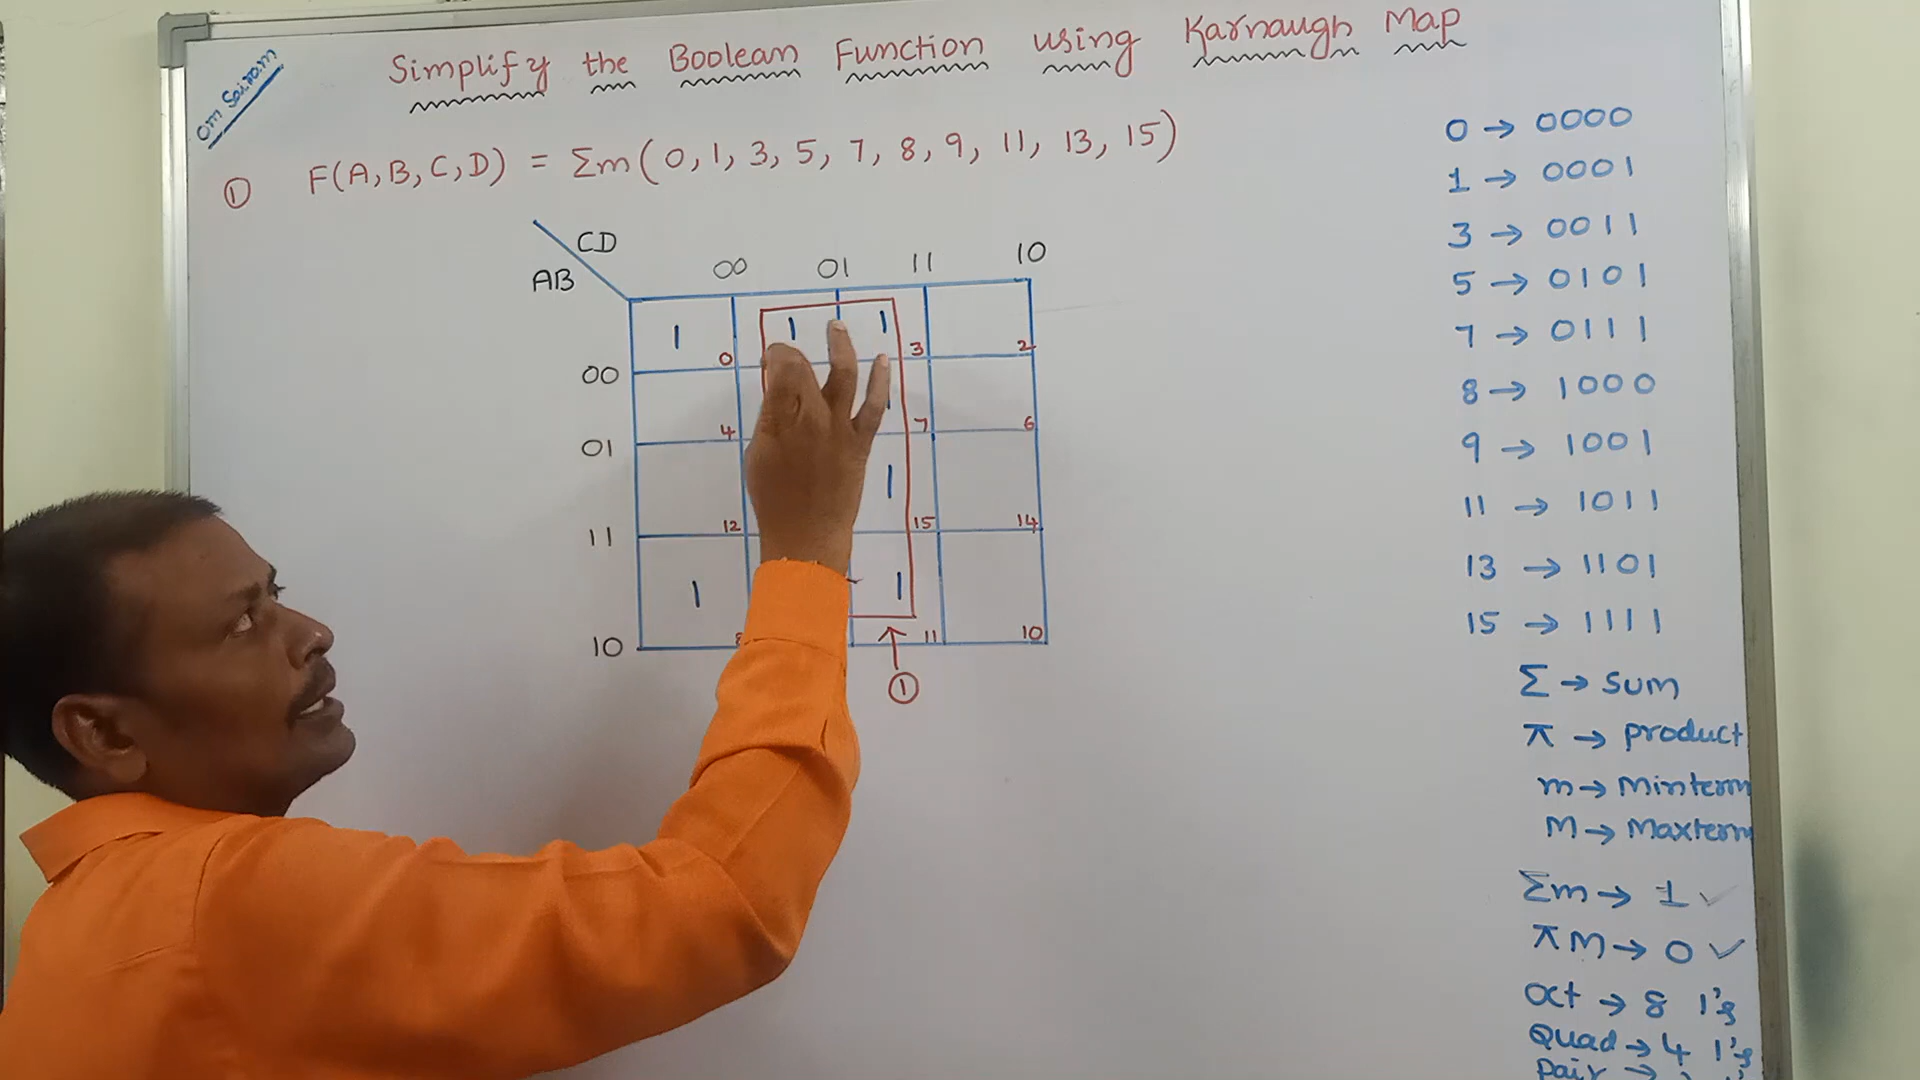 Om Sairam
Simplify the Boolean Function using Karnaugh Map
① F(A,B,C,D) = Σm(0,1,3,5,7,8,9,11,13,15)
CD
AB
00 01 11 10
1 1 1
0 3 2
00
4 7 6
01
1
12 15 14
11
1 1
8 11 10
10
①
0 → 0000
1 → 0001
3 → 0011
5 → 0101
7 → 0111
8 → 1000
9 → 1001
11 → 1011
13 → 1101
15 → 1111
Σ → sum
π → product
m → Minterm
M → Maxterm
Σm → 1 ✓
πM → 0 ✓
Oct → 8 1's
Quad → 4 1's
Pair →